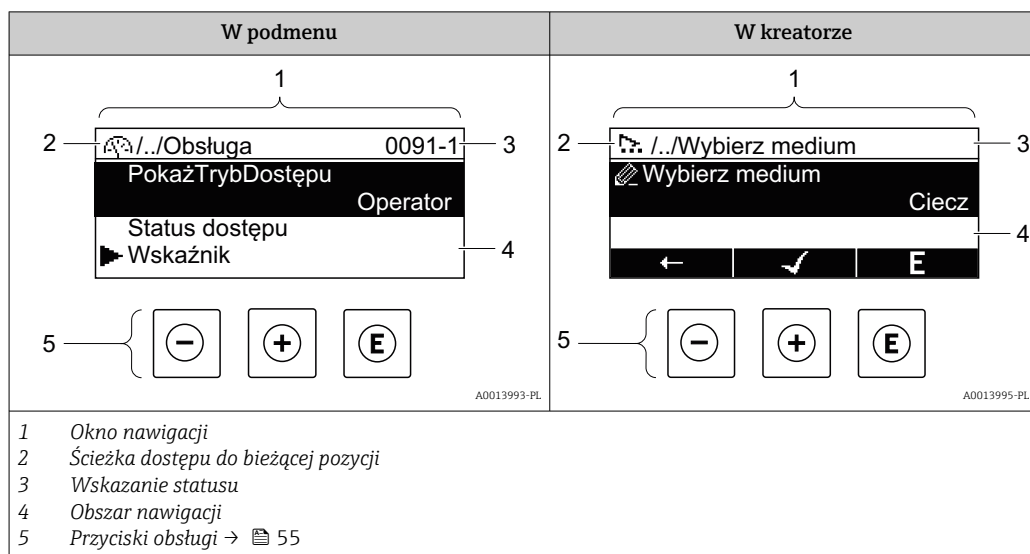 W podmenu
W kreatorze
1
2
/../Obsługa 0091-1
3
PokażTrybDostępu
Operator
Status dostępu
Wskaźnik
4
5
− + E
A0013993-PL
1
2
/../Wybierz medium
3
Wybierz medium
Ciecz
4
← ✓ E
5
− + E
A0013995-PL
1 Okno nawigacji
2 Ścieżka dostępu do bieżącej pozycji
3 Wskazanie statusu
4 Obszar nawigacji
5 Przyciski obsługi → 55